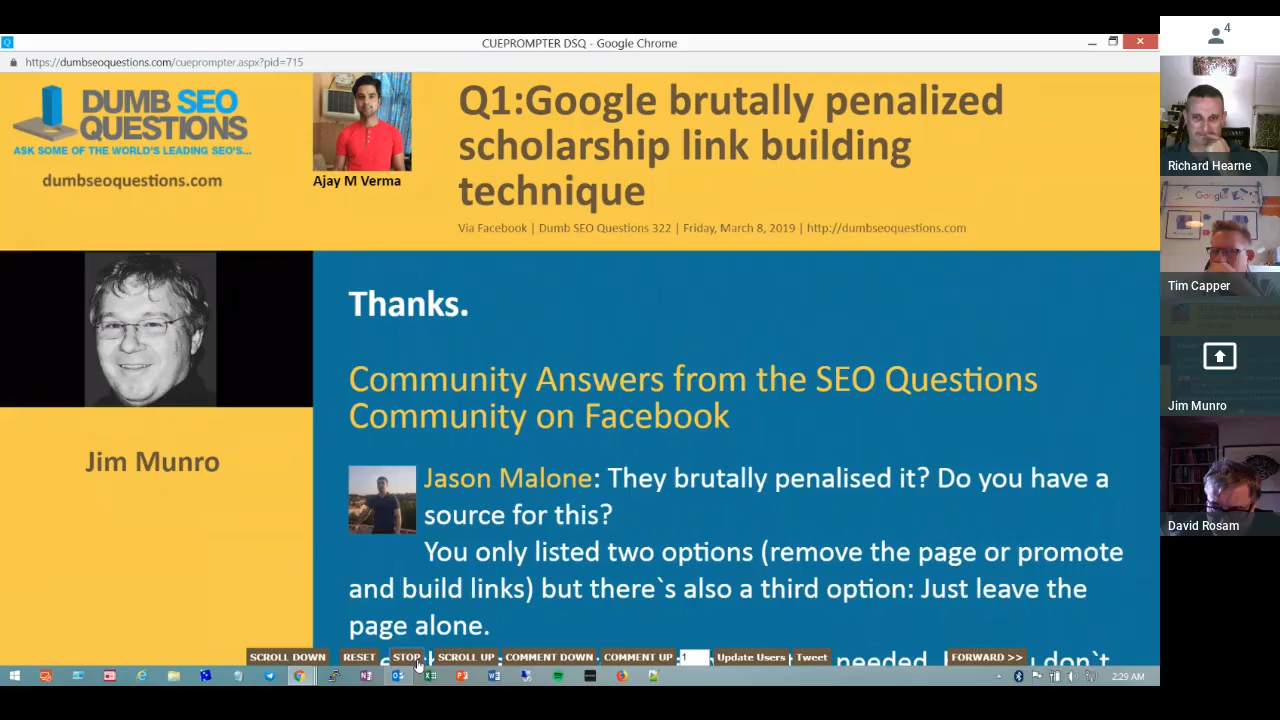 CUEPROMPTER DSQ - Google Chrome
https://dumbseoquestions.com/cueprompter.aspx?pid=715
4
DUMB SEO
QUESTIONS
ASK SOME OF THE WORLD'S LEADING SEO'S...
dumbseoquestions.com
Ajay M Verma
Q1:Google brutally penalized
scholarship link building
technique
Via Facebook | Dumb SEO Questions 322 | Friday, March 8, 2019 | http://dumbseoquestions.com
Jim Munro
Thanks.
Community Answers from the SEO Questions
Community on Facebook
Jason Malone: They brutally penalised it? Do you have a
source for this?
You only listed two options (remove the page or promote
and build links) but there`s also a third option: Just leave the
page alone.
needed,
don`t
SCROLL DOWN
RESET
STOP
SCROLL UP
COMMENT DOWN
COMMENT UP
Update Users
Tweet
FORWARD >>
2:29 AM
Richard Hearne
Google
Tim Capper
Jim Munro
David Rosam